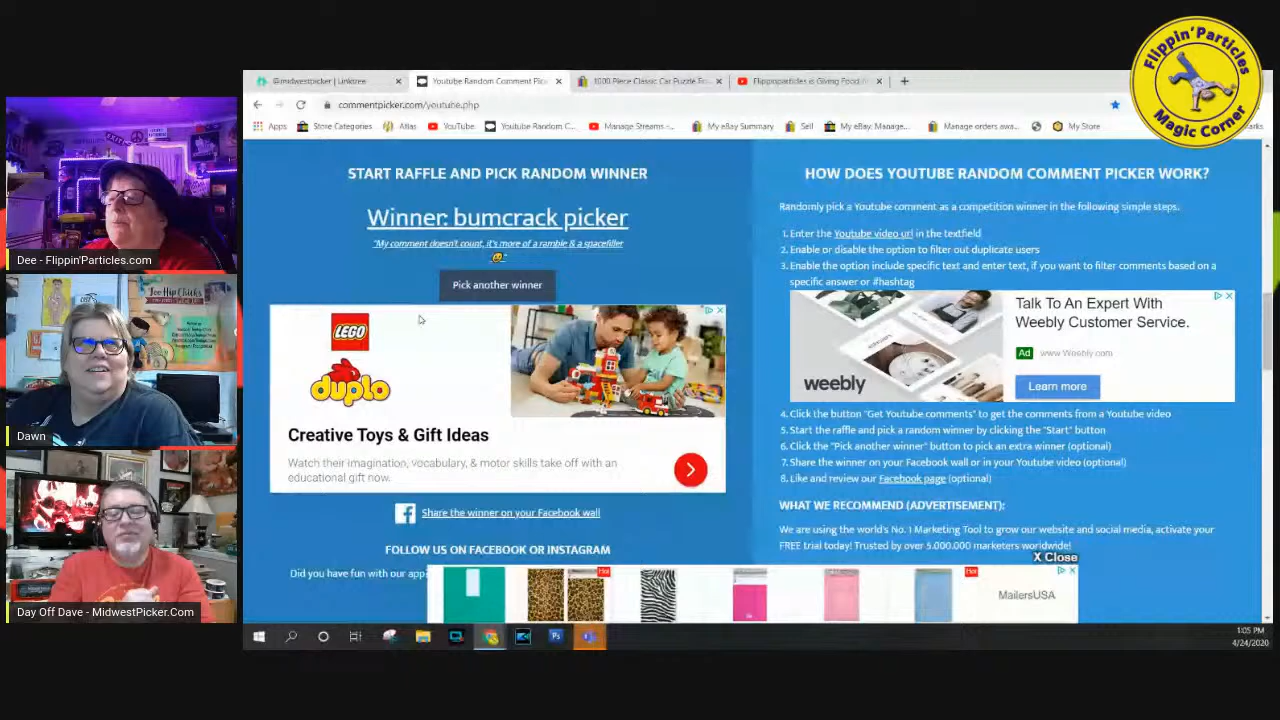 Flippin'Particles
Magic Corner
@midwestpicker | Linktree
Youtube Random Comment Pic
1000 Piece Classic Car Puzzle
Flippinparticles is Giving Food
commentpicker.com/youtube.php
Apps
Store Categories
Atlas
YouTube
Youtube Random C...
Manage Streams -...
My eBay Summary
Sell
My eBay: Manage...
Manage orders awa...
My Store
START RAFFLE AND PICK RANDOM WINNER
Winner: bumcrack picker
"My comment doesn't count, it's more of a ramble & a spacefiller
"
Pick another winner
LEGO
duplo
Creative Toys & Gift Ideas
Watch their imagination, vocabulary, & motor skills take off with an
educational gift now.
Share the winner on your Facebook wall
FOLLOW US ON FACEBOOK OR INSTAGRAM
Did you have fun with our app
HOW DOES YOUTUBE RANDOM COMMENT PICKER WORK?
Randomly pick a Youtube comment as a competition winner in the following simple steps.
1. Enter the Youtube video url in the textfield
2. Enable or disable the option to filter out duplicate users
3. Enable the option include specific text and enter text, if you want to filter comments based on a
specific answer or #hashtag
weebly
Talk To An Expert With
Weebly Customer Service.
Ad www.Weebly.com
Learn more
4. Click the button "Get Youtube comments" to get the comments from a Youtube video
5. Start the raffle and pick a random winner by clicking the "Start" button
6. Click the "Pick another winner" button to pick an extra winner (optional)
7. Share the winner on your Facebook wall or in your Youtube video (optional)
8. Like and review our Facebook page (optional)
WHAT WE RECOMMEND (ADVERTISEMENT):
We are using the world's No. 1 Marketing Tool to grow our website and social media, activate your
FREE trial today! Trusted by over 5.000.000 marketers worldwide!
X Close
Hot
Hot
MailersUSA
1:05 PM
4/24/2020
Dee - Flippin'Particles.com
Too Hip Chicks
Dawn
Day Off Dave - MidwestPicker.Com